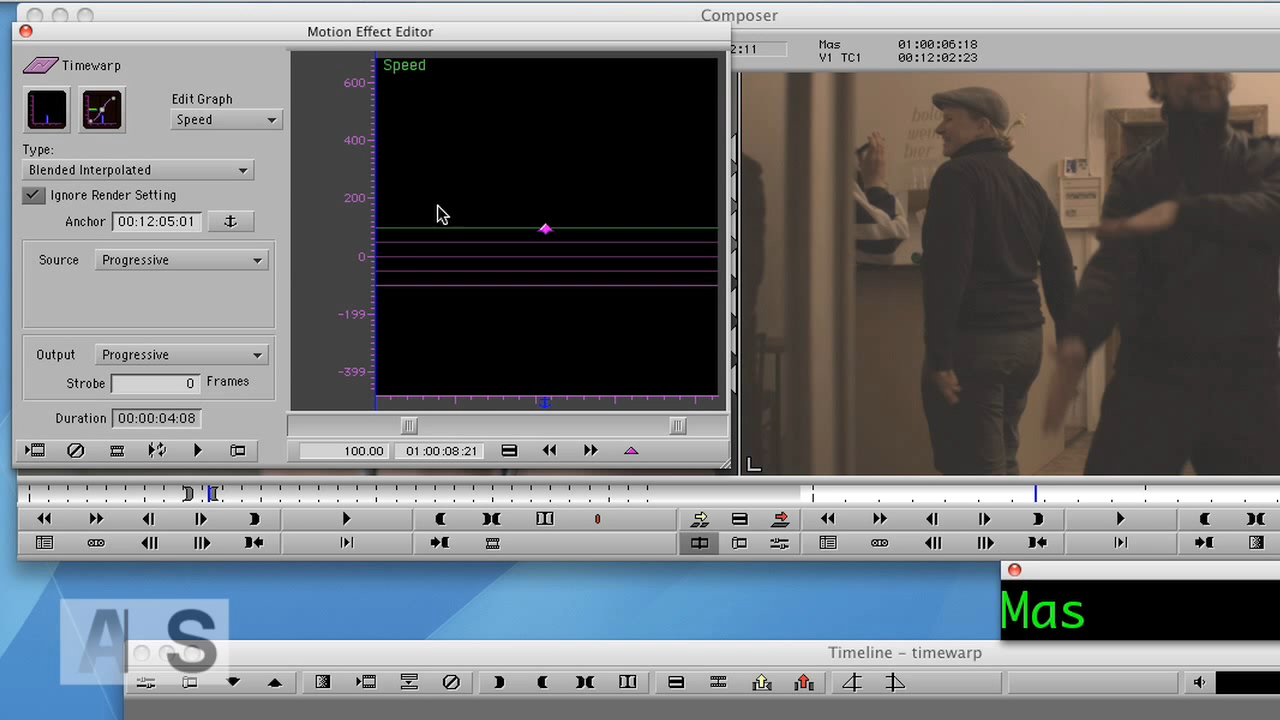 Composer
Motion Effect Editor
2:11
Mas 01:00:06:18
V1 TC1 00:12:02:23
Timewarp
Speed
600
400
200
0
-199
-399
Edit Graph
Speed
Type:
Blended Interpolated
Ignore Render Setting
Anchor 00:12:05:01
Source Progressive
Output Progressive
Strobe 0 Frames
Duration 00:00:04:08
100.00 01:00:08:21
Mas
A S
Timeline - timewarp